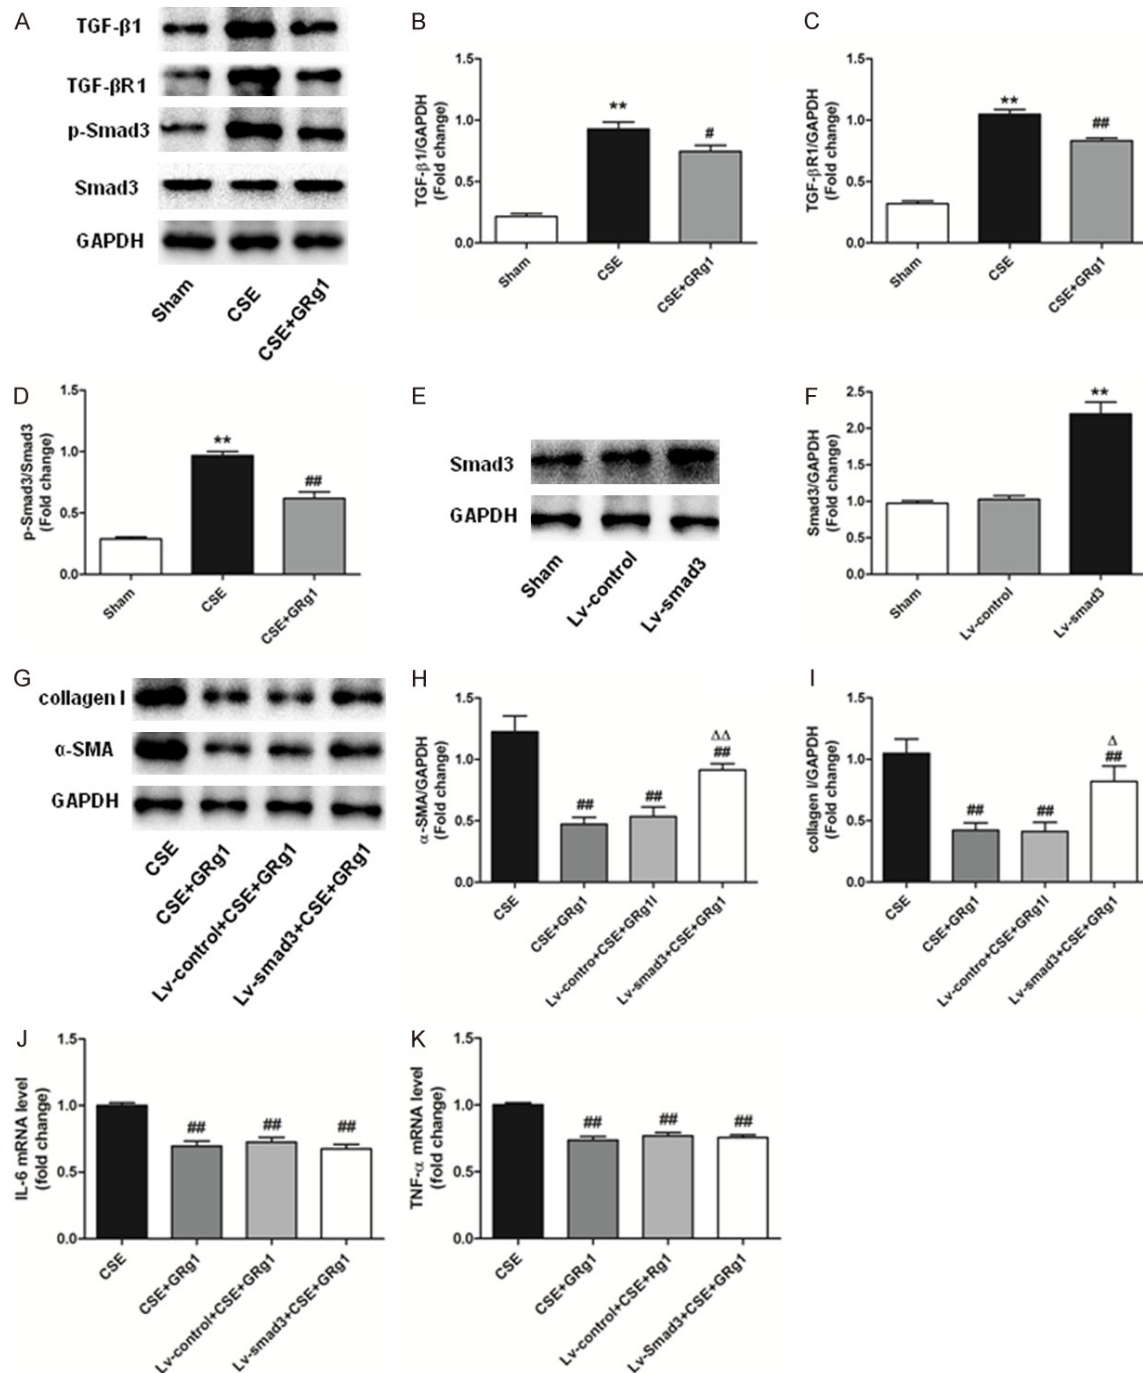 A
TGF-β1
TGF-βR1
p-Smad3
Smad3
GAPDH
Sham
CSE
CSE+GRg1
B
TGF-β1/GAPDH
(Fold change)
1.5
1.0
0.5
0.0
**
#
Sham
CSE
CSE+GRg1
C
TGF-βR1/GAPDH
(Fold change)
1.5
1.0
0.5
0.0
**
##
Sham
CSE
CSE+GRg1
D
p-Smad3/Smad3
(Fold change)
1.5
1.0
0.5
0.0
**
##
Sham
CSE
CSE+GRg1
E
Smad3
GAPDH
Sham
Lv-control
Lv-smad3
F
Smad3/GAPDH
(Fold change)
2.5
2.0
1.5
1.0
0.5
0.0
**
Sham
Lv-control
Lv-smad3
G
collagen I
α-SMA
GAPDH
CSE
CSE+GRg1
Lv-control+CSE+GRg1
Lv-smad3+CSE+GRg1
H
α-SMA/GAPDH
(Fold change)
1.5
1.0
0.5
0.0
##
##
ΔΔ
##
CSE
CSE+GRg1
Lv-contro+CSE+GRg1l
Lv-smad3+CSE+GRg1
I
collagen I/GAPDH
(Fold change)
1.5
1.0
0.5
0.0
##
##
Δ
##
CSE
CSE+GRg1
Lv-contro+CSE+GRg1l
Lv-smad3+CSE+GRg1
J
IL-6 mRNA level
(fold change)
1.5
1.0
0.5
0.0
##
##
##
CSE
CSE+GRg1
Lv-control+CSE+GRg1
Lv-smad3+CSE+GRg1
K
TNF-α mRNA level
(fold change)
1.5
1.0
0.5
0.0
##
##
##
CSE
CSE+GRg1
Lv-control+CSE+Rg1
Lv-Smad3+CSE+GRg1